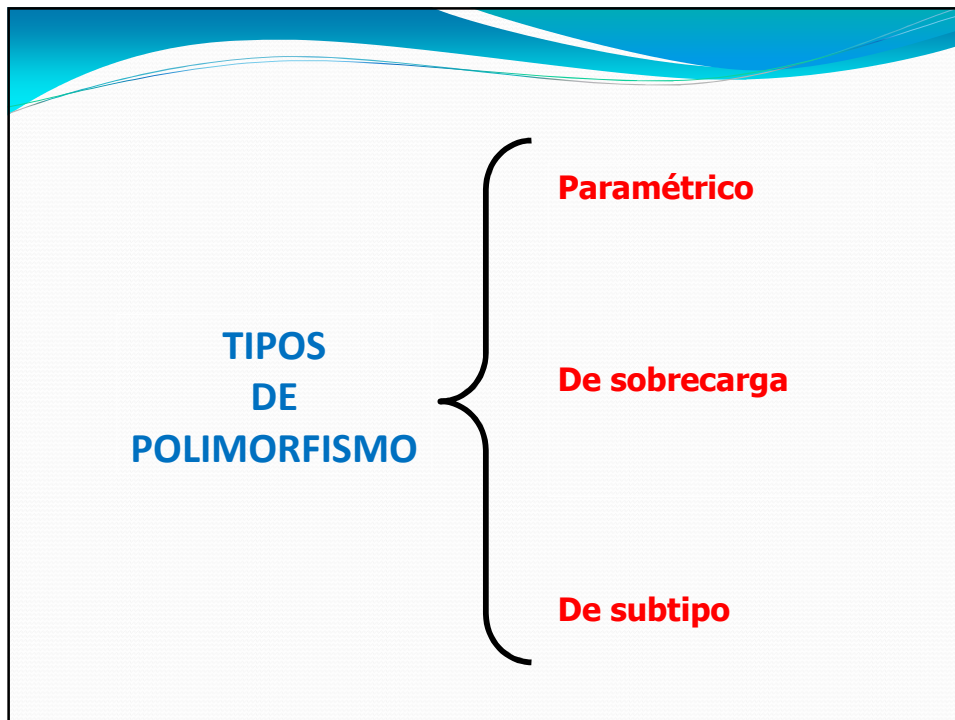 TIPOS
DE
POLIMORFISMO
Paramétrico
De sobrecarga
De subtipo